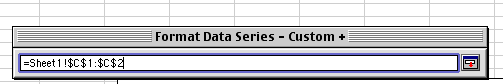 Format Data Series - Custom +
=Sheet1!$C$1:$C$2